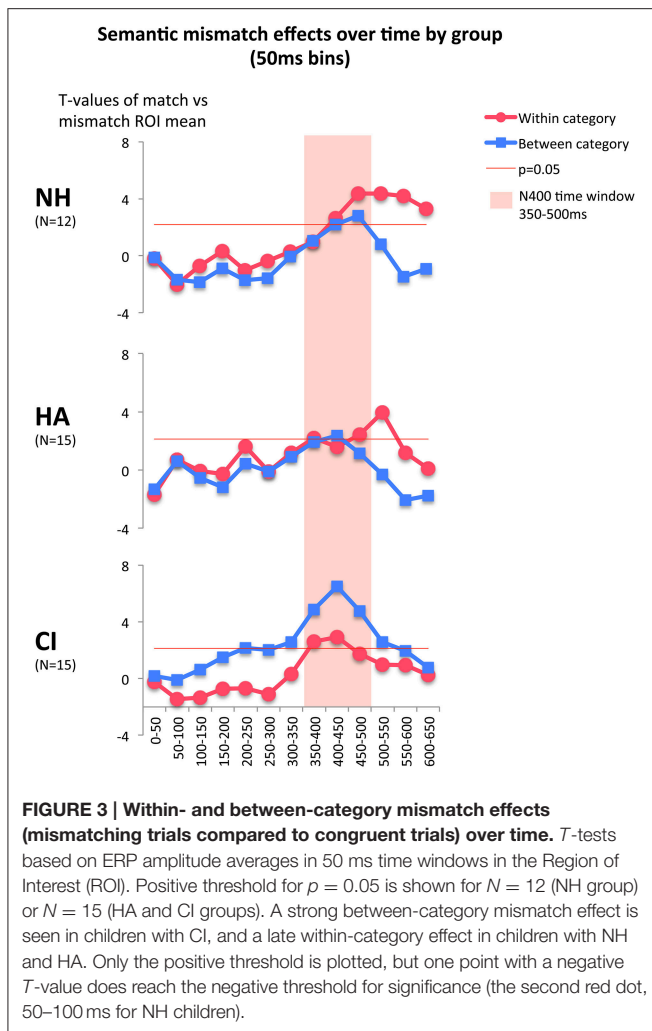 Semantic mismatch effects over time by group
(50ms bins)
T-values of match vs
mismatch ROI mean
Within category
Between category
p=0.05
N400 time window
350-500ms
NH
(N=12)
8
4
0
-4
HA
(N=15)
8
4
0
-4
CI
(N=15)
8
4
0
-4
0-50
50-100
100-150
150-200
200-250
250-300
300-350
350-400
400-450
450-500
500-550
550-600
600-650
FIGURE 3 | Within- and between-category mismatch effects
(mismatching trials compared to congruent trials) over time. T-tests
based on ERP amplitude averages in 50 ms time windows in the Region of
Interest (ROI). Positive threshold for p = 0.05 is shown for N = 12 (NH group)
or N = 15 (HA and CI groups). A strong between-category mismatch effect is
seen in children with CI, and a late within-category effect in children with NH
and HA. Only the positive threshold is plotted, but one point with a negative
T-value does reach the negative threshold for significance (the second red dot,
50–100 ms for NH children).